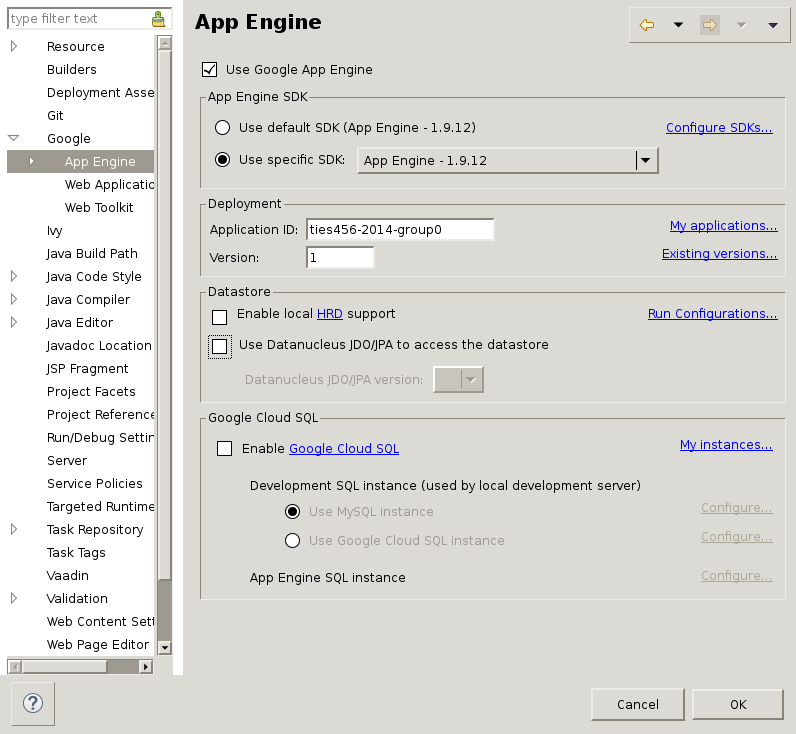 type filter text
Resource
Builders
Deployment Asse
Git
Google
App Engine
Web Applicatio
Web Toolkit
Ivy
Java Build Path
Java Code Style
Java Compiler
Java Editor
Javadoc Location
JSP Fragment
Project Facets
Project Reference
Run/Debug Settin
Server
Service Policies
Targeted Runtime
Task Repository
Task Tags
Vaadin
Validation
Web Content Sett
Web Page Editor
App Engine
Use Google App Engine
App Engine SDK
Use default SDK (App Engine - 1.9.12) Configure SDKs...
Use specific SDK: App Engine - 1.9.12
Deployment
Application ID: ties456-2014-group0 My applications...
Version: 1 Existing versions...
Datastore
Enable local HRD support Run Configurations...
Use Datanucleus JDO/JPA to access the datastore
Datanucleus JDO/JPA version:
Google Cloud SQL
Enable Google Cloud SQL My instances...
Development SQL instance (used by local development server)
Use MySQL instance Configure...
Use Google Cloud SQL instance Configure...
App Engine SQL instance Configure...
? Cancel OK